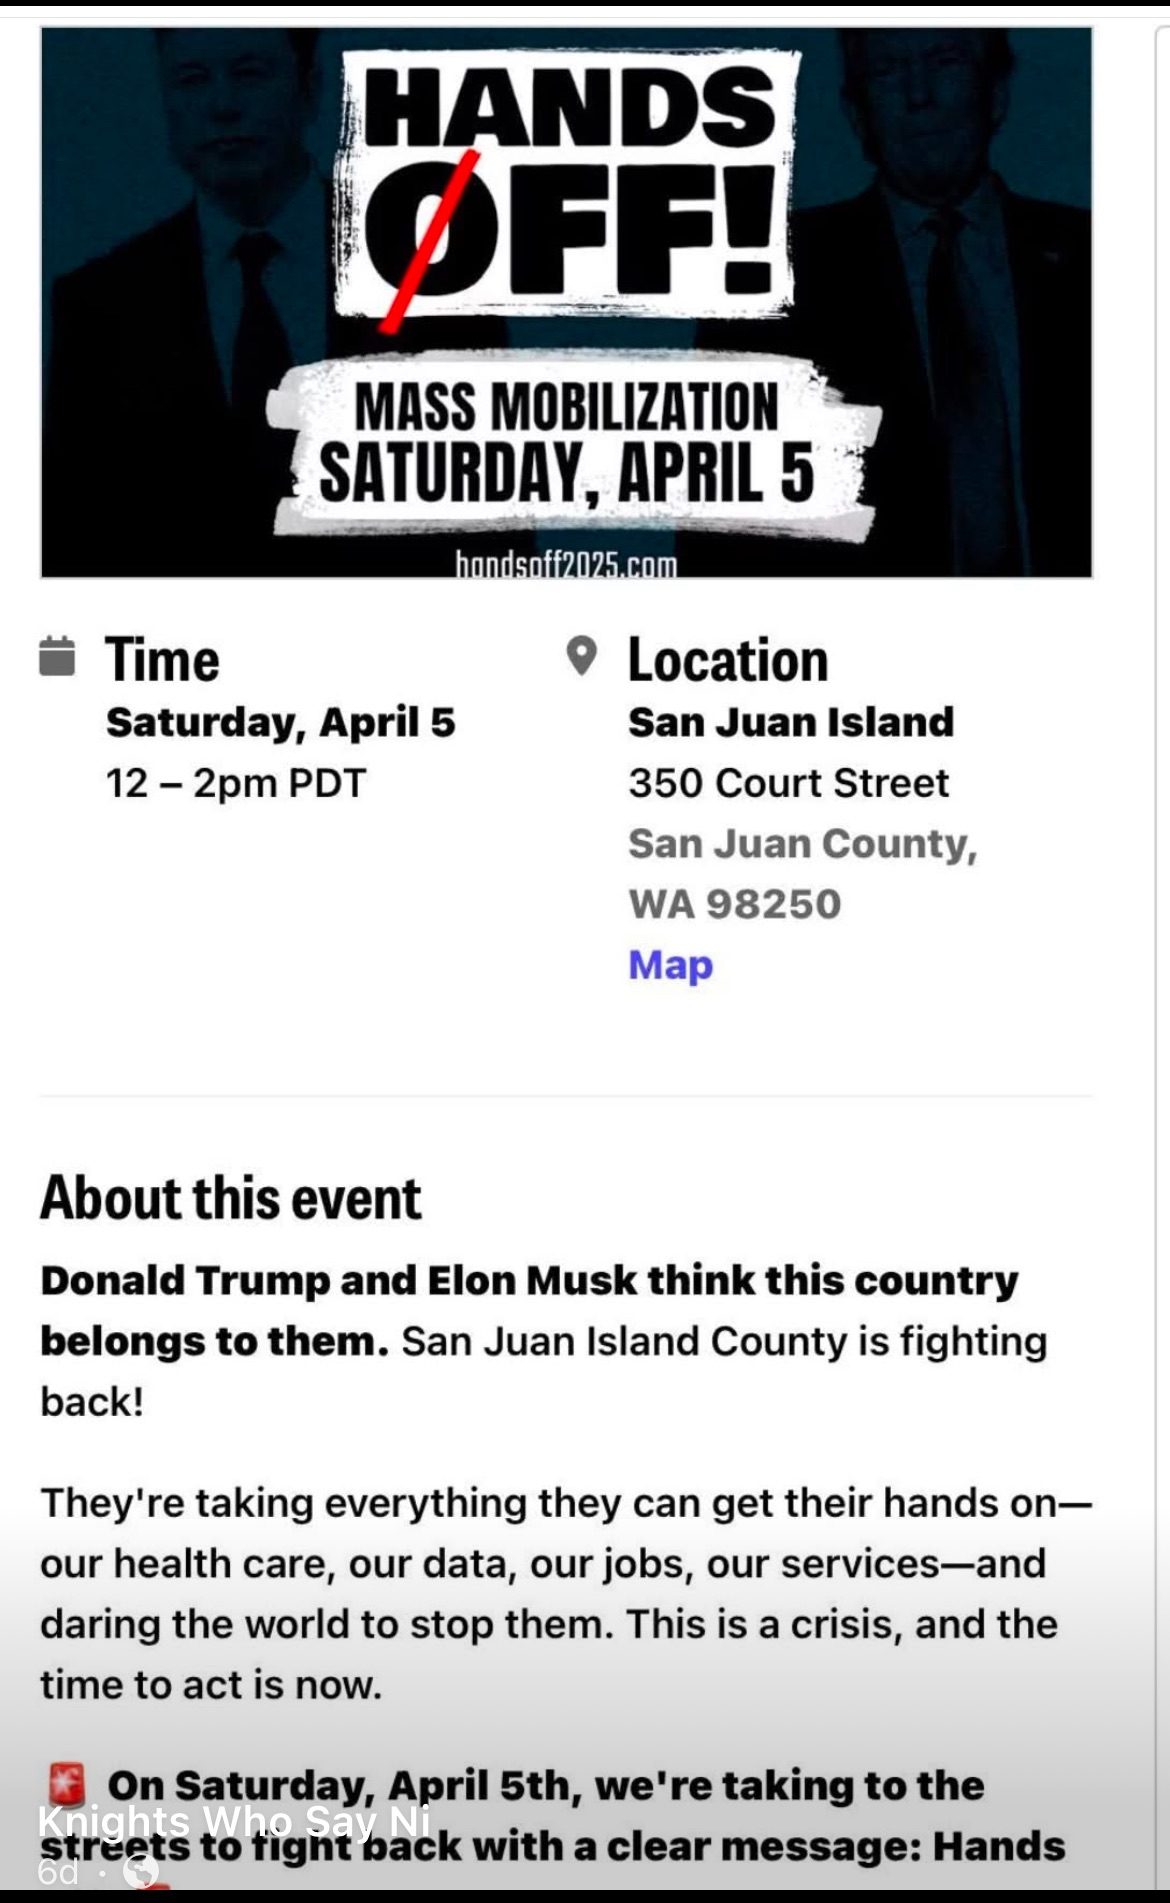 HANDS
OFF!
MASS MOBILIZATION
SATURDAY, APRIL 5
handsoff2025.com
Time
Saturday, April 5
12 – 2pm PDT
Location
San Juan Island
350 Court Street
San Juan County,
WA 98250
Map
About this event
Donald Trump and Elon Musk think this country
belongs to them. San Juan Island County is fighting
back!
They're taking everything they can get their hands on—
our health care, our data, our jobs, our services—and
daring the world to stop them. This is a crisis, and the
time to act is now.
🚨 On Saturday, April 5th, we're taking to the
Knights Who Say Ni
streets to fight back with a clear message: Hands
6d ·